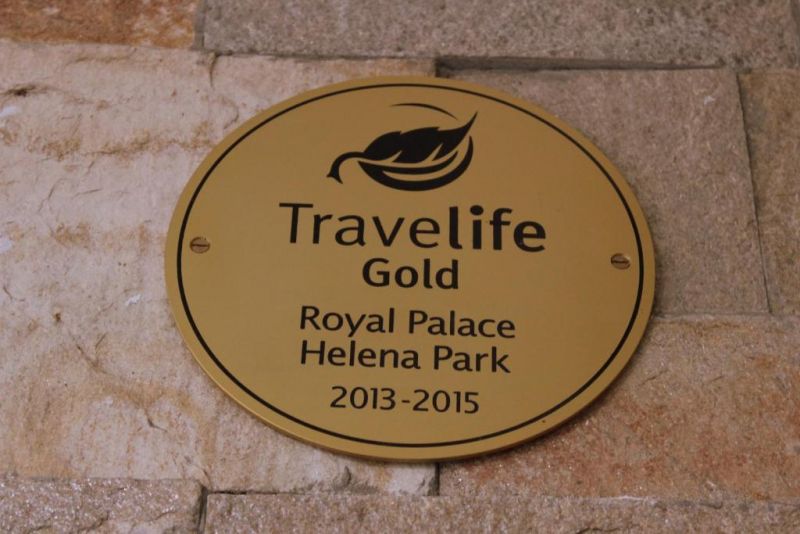 Travelife
Gold
Royal Palace
Helena Park
2013-2015